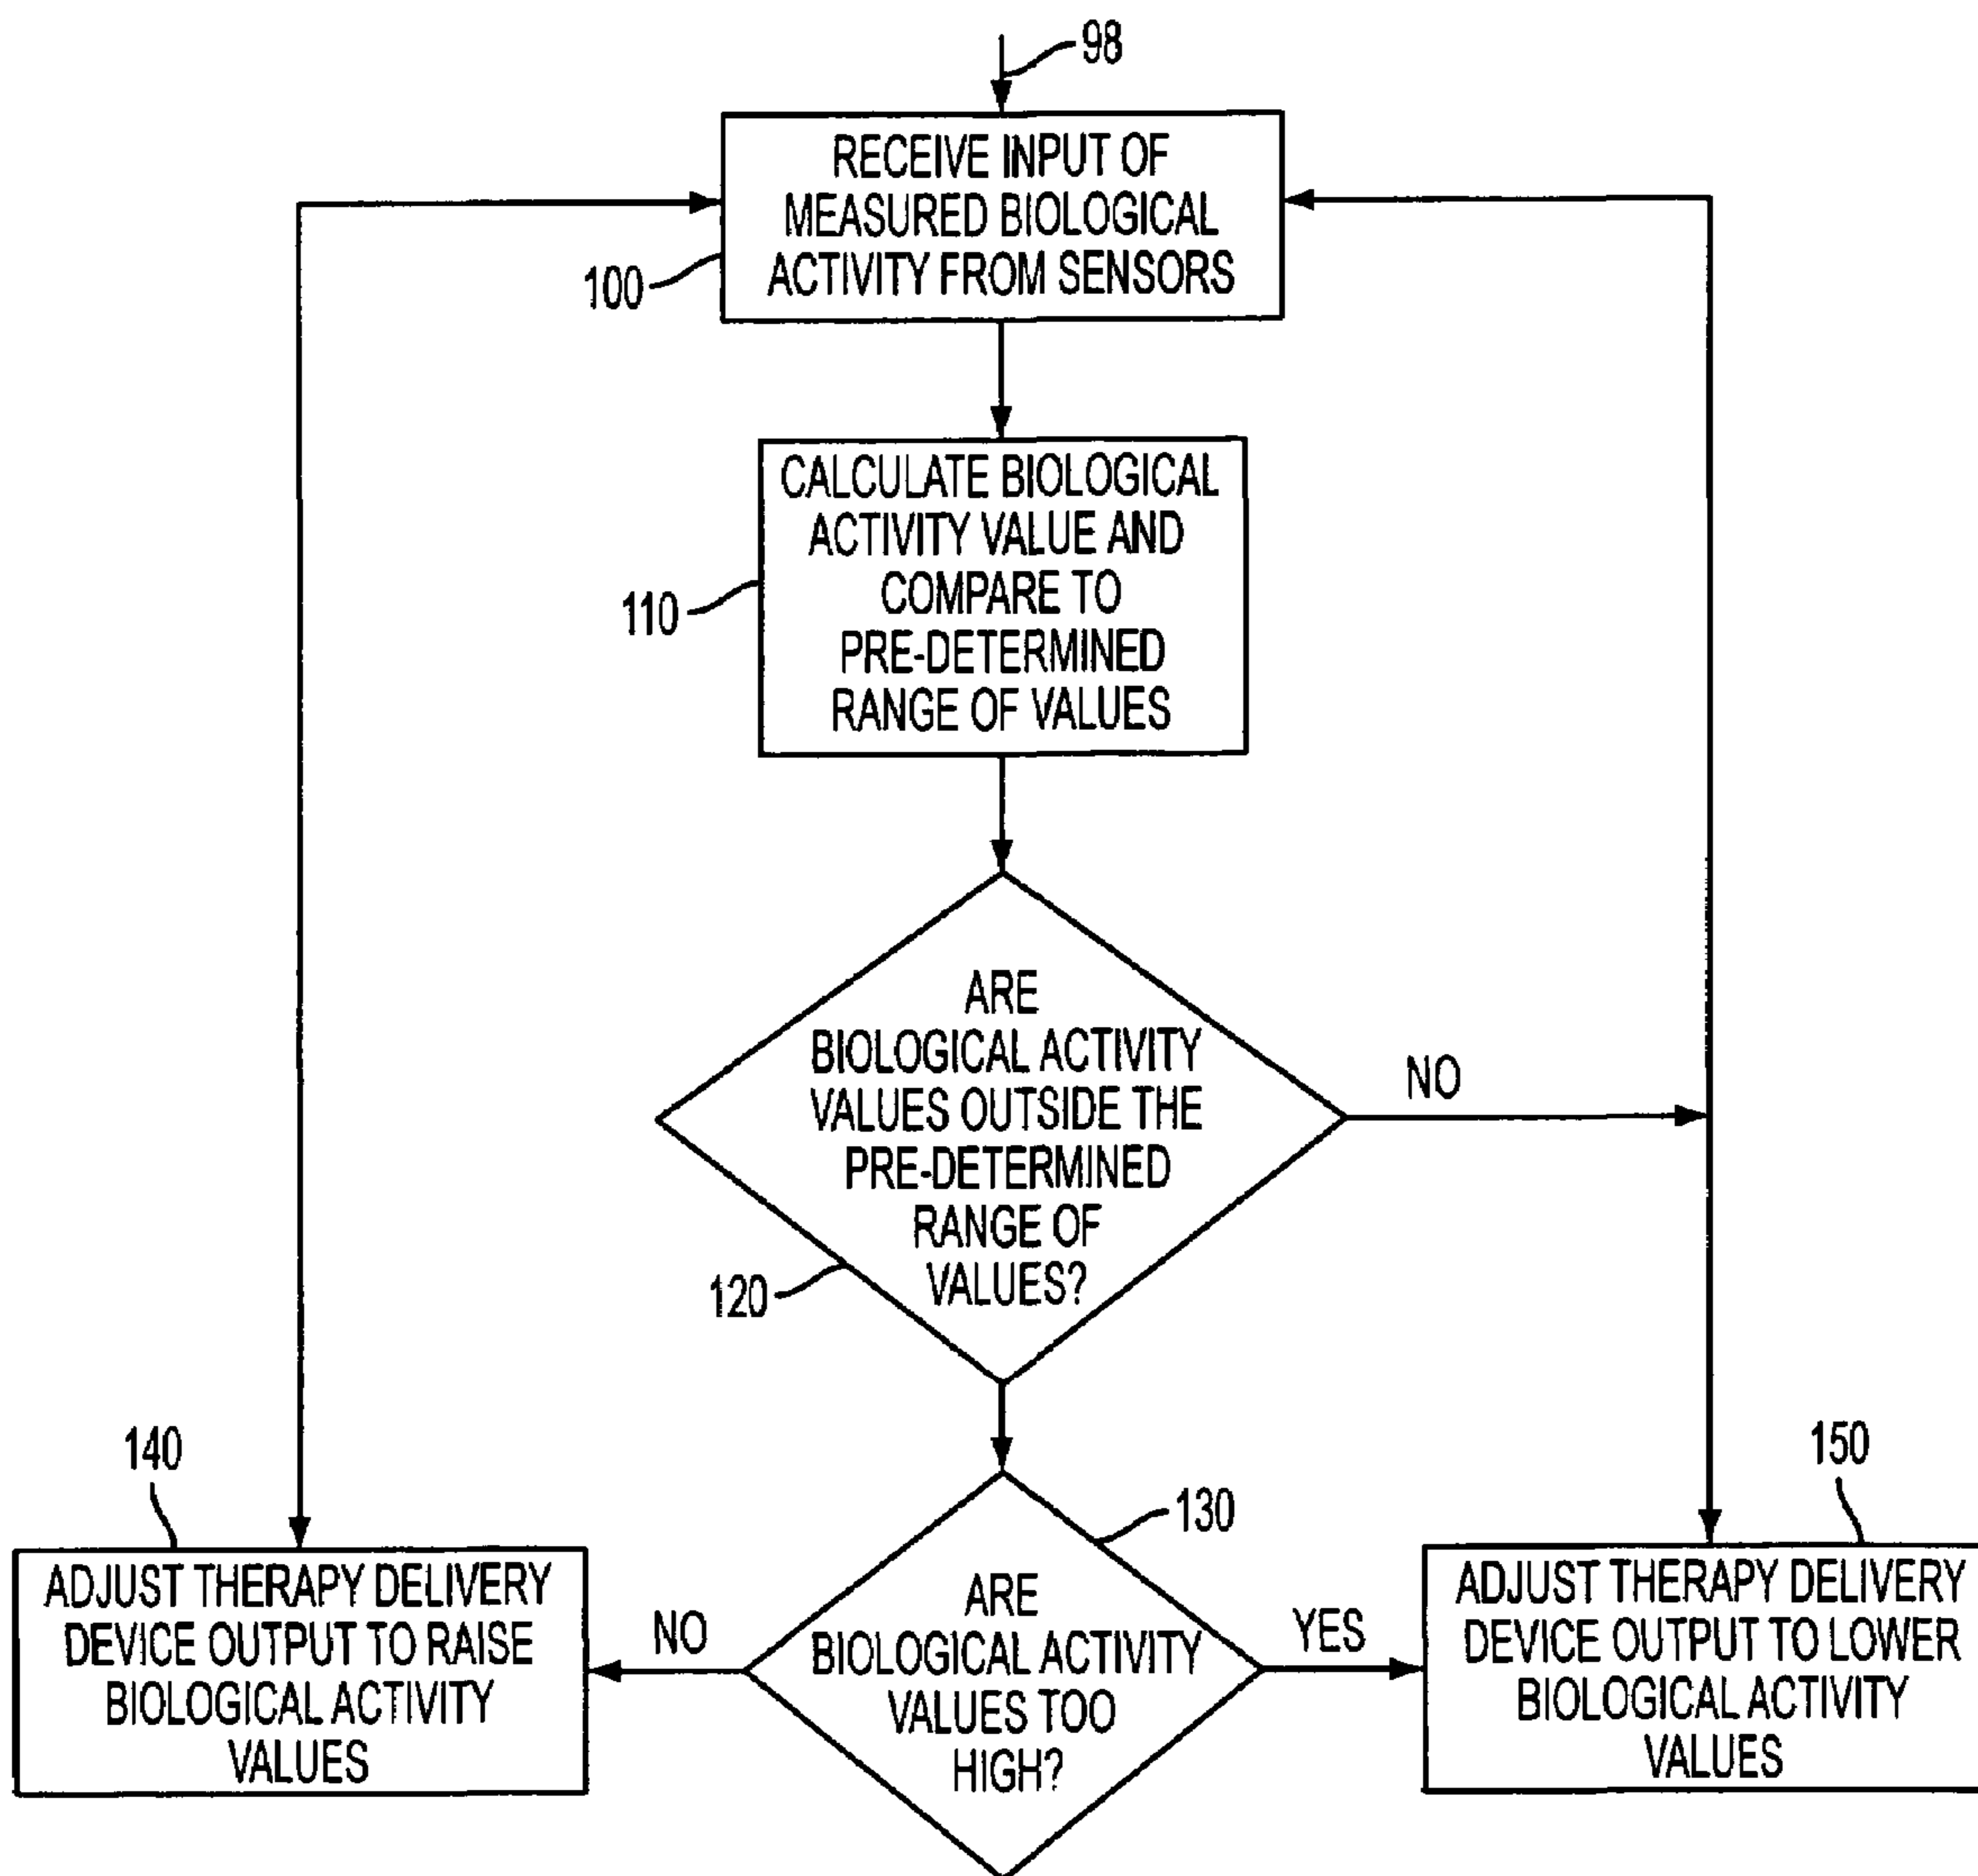 98
RECEIVE INPUT OF
MEASURED BIOLOGICAL
ACTIVITY FROM SENSORS
100
CALCULATE BIOLOGICAL
ACTIVITY VALUE AND
COMPARE TO
PRE-DETERMINED
RANGE OF VALUES
110
ARE
BIOLOGICAL ACTIVITY
VALUES OUTSIDE THE
PRE-DETERMINED
RANGE OF
VALUES?
NO
120
130
ARE
BIOLOGICAL ACTIVITY
VALUES TOO
HIGH?
NO
YES
140
ADJUST THERAPY DELIVERY
DEVICE OUTPUT TO RAISE
BIOLOGICAL ACTIVITY
VALUES
150
ADJUST THERAPY DELIVERY
DEVICE OUTPUT TO LOWER
BIOLOGICAL ACTIVITY
VALUES